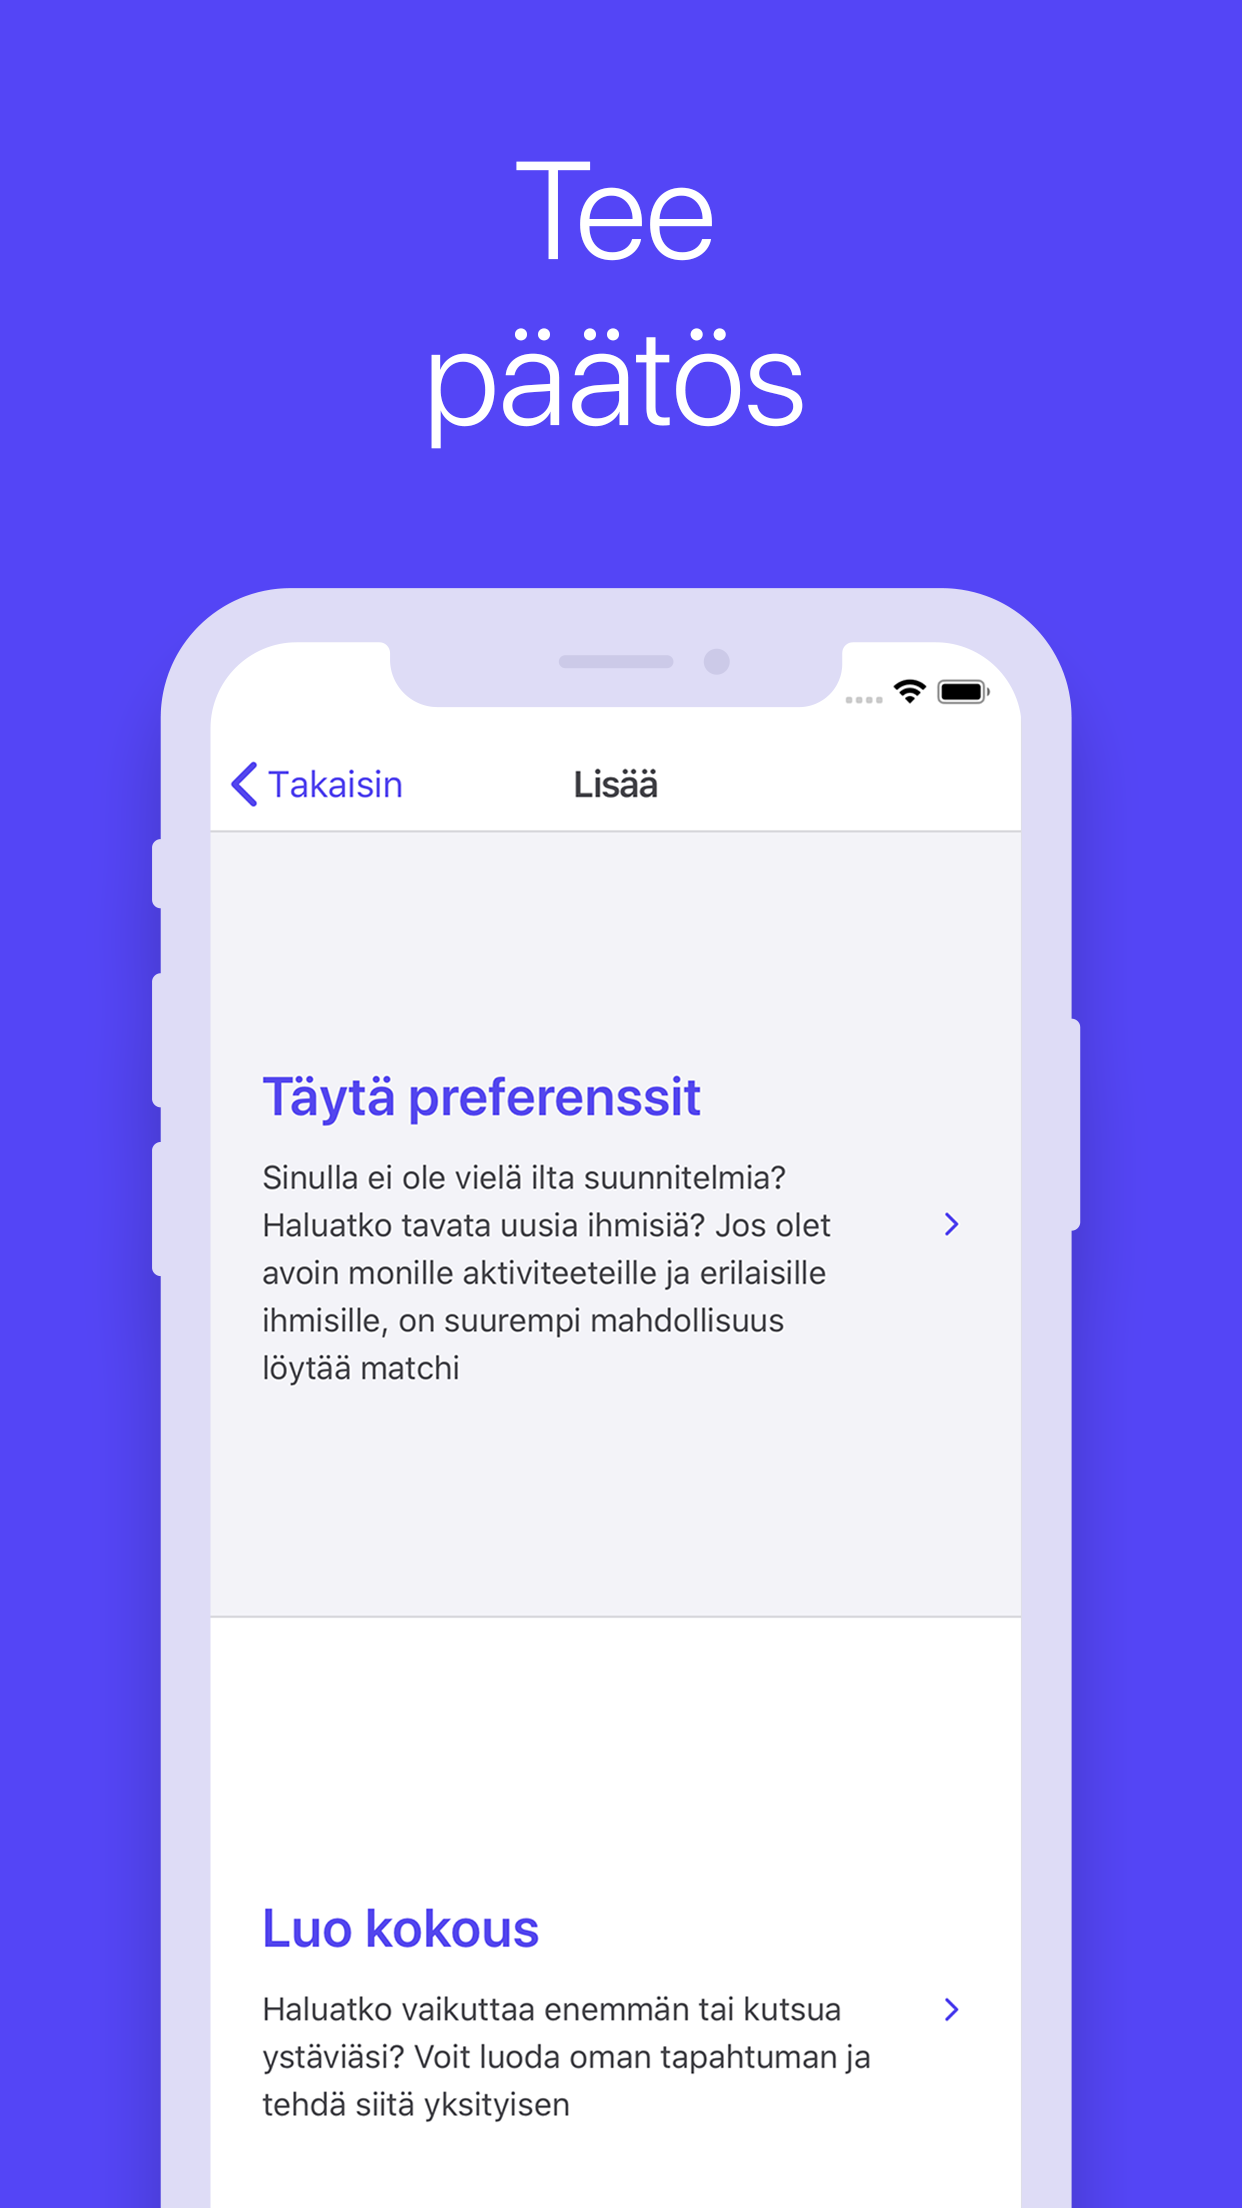 Tee
päätös
Takaisin
Lisää
Täytä preferenssit
Sinulla ei ole vielä ilta suunnitelmia?
Haluatko tavata uusia ihmisiä? Jos olet
avoin monille aktiviteeteille ja erilaisille
ihmisille, on suurempi mahdollisuus
löytää matchi
Luo kokous
Haluatko vaikuttaa enemmän tai kutsua
ystäviäsi? Voit luoda oman tapahtuman ja
tehdä siitä yksityisen